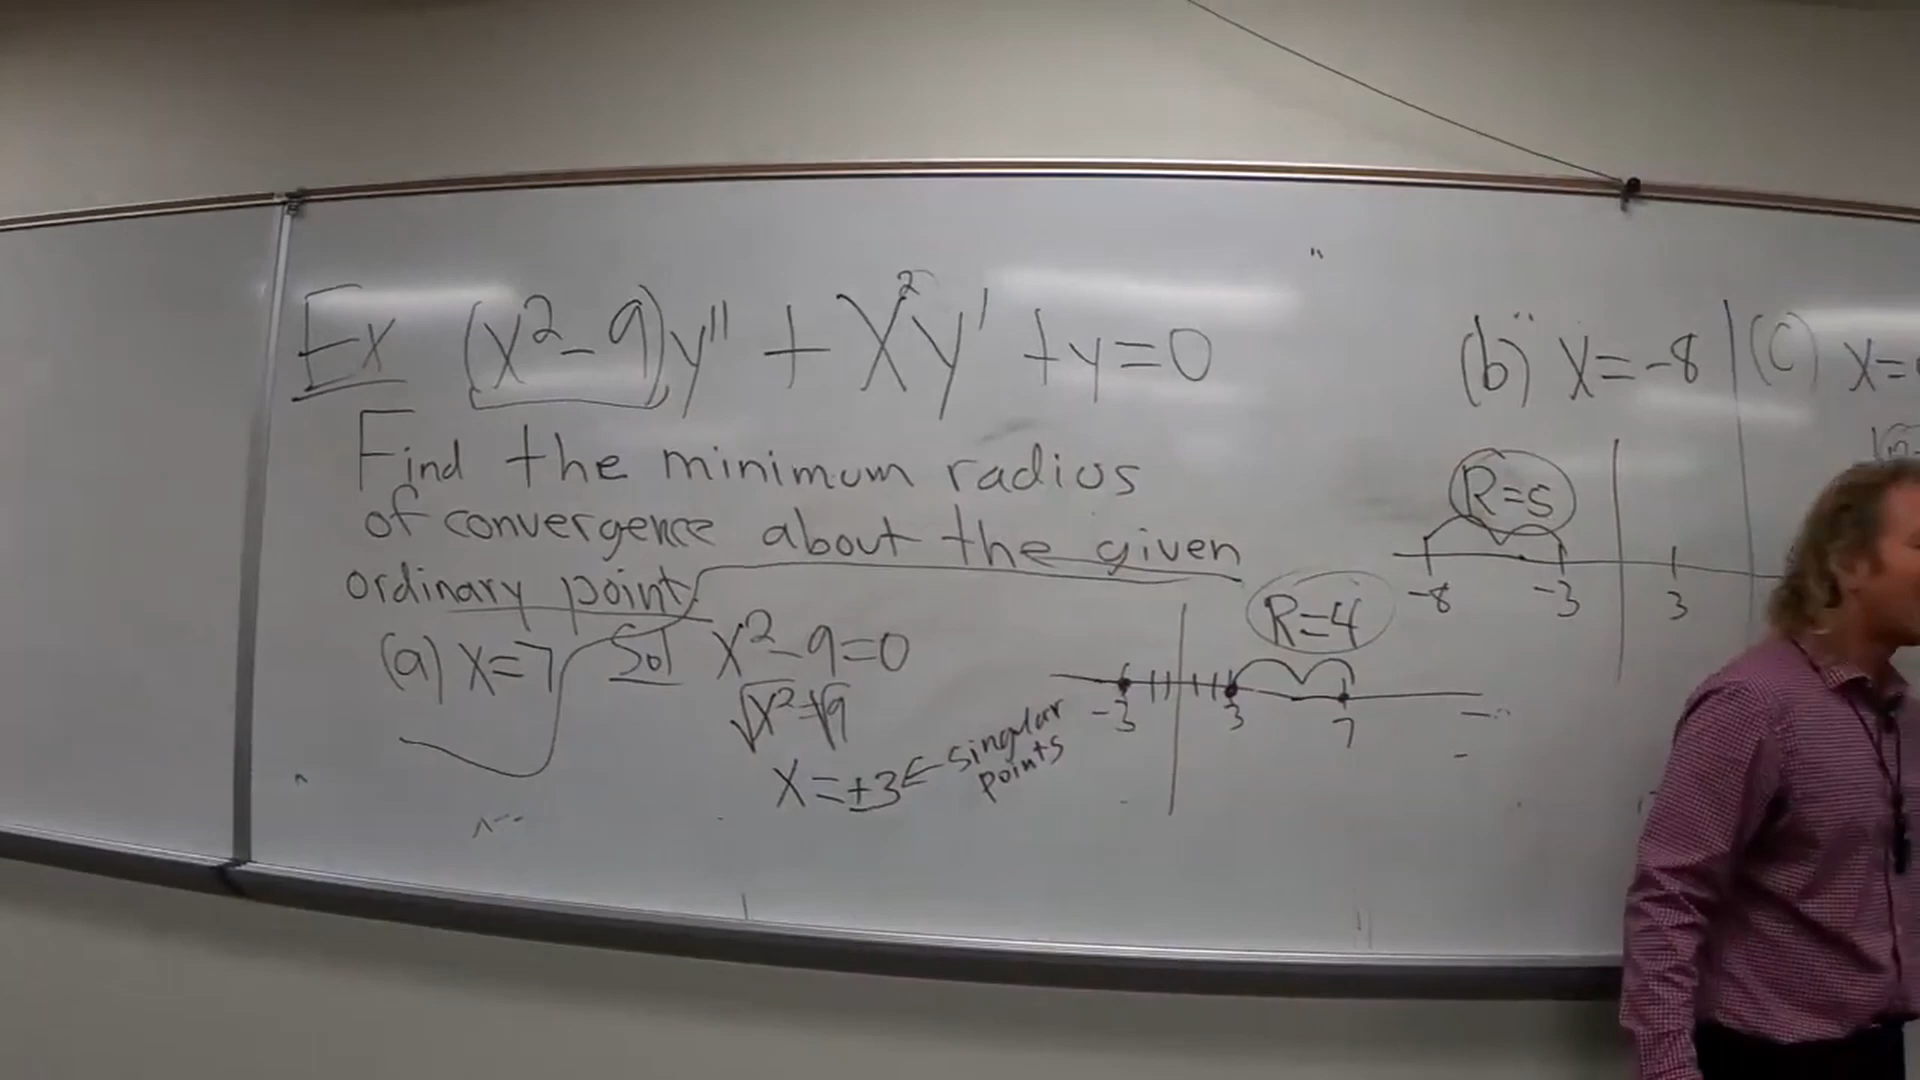 Ex (x²-9)y'' + x²y' + y = 0
Find the minimum radius
of convergence about the given
ordinary point.
(a) x=7 Sol x²-9=0
√x²=√9
x=±3 ← singular
points
R=4
-3 3 7
(b) x=-8
R=5
-8 -3 3
(c) x=